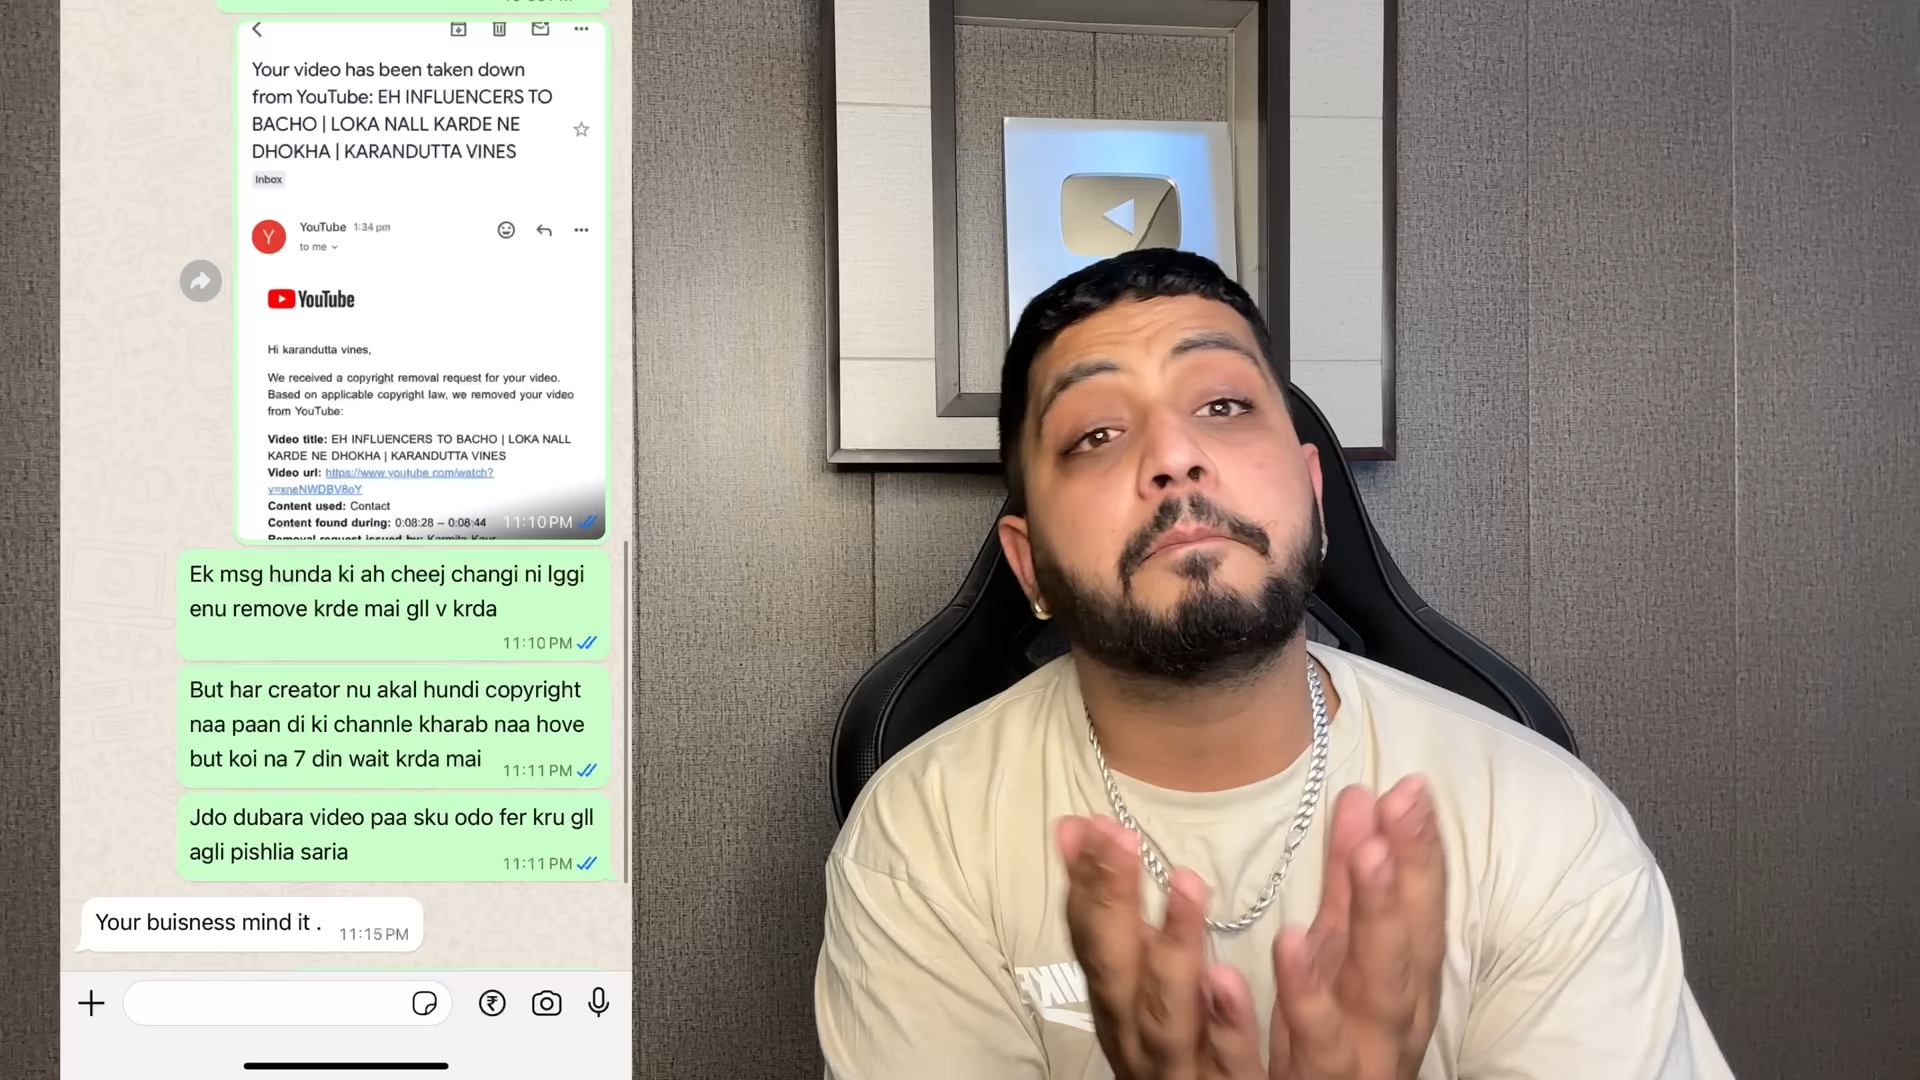 Your video has been taken down
from YouTube: EH INFLUENCERS TO
BACHO | LOKA NALL KARDE NE
DHOKHA | KARANDUTTA VINES
Inbox
Y
YouTube 1:34 pm
to me
YouTube
Hi karandutta vines,
We received a copyright removal request for your video.
Based on applicable copyright law, we removed your video
from YouTube:
Video title: EH INFLUENCERS TO BACHO | LOKA NALL
KARDE NE DHOKHA | KARANDUTTA VINES
Video url: https://www.youtube.com/watch?
v=xneNWDBV8oY
Content used: Contact
Content found during: 0:08:28 – 0:08:44
11:10 PM
Removal request issued by: Karmita Kaur
Ek msg hunda ki ah cheej changi ni lggi
enu remove krde mai gll v krda
11:10 PM
But har creator nu akal hundi copyright
naa paan di ki channle kharab naa hove
but koi na 7 din wait krda mai
11:11 PM
Jdo dubara video paa sku odo fer kru gll
agli pishlia saria
11:11 PM
Your buisness mind it .
11:15 PM
NIKE